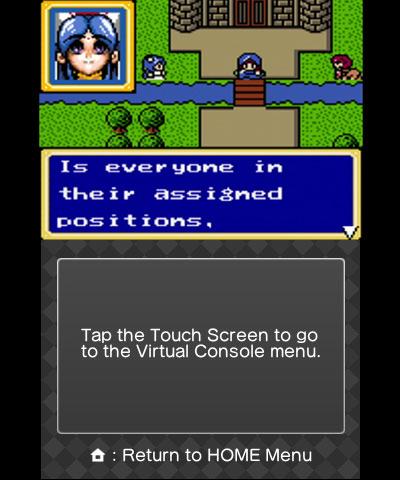 Is everyone in
their assigned
positions,
Tap the Touch Screen to go
to the Virtual Console menu.
: Return to HOME Menu